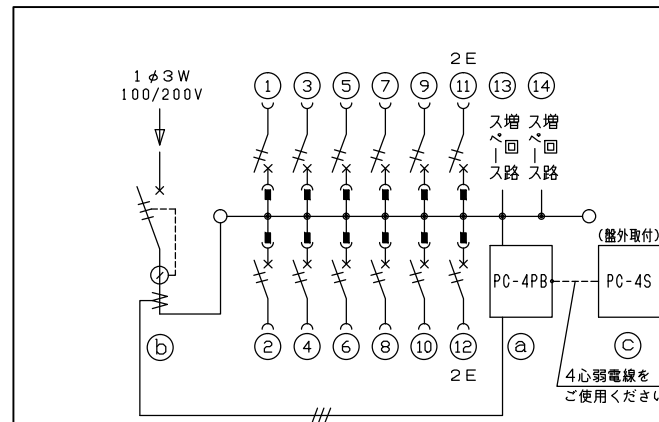 2E
1φ3W
100/200V
1 3 5 7 9 11 13 14
増回路
スペース
増回路
スペース
(盤外取付)
PC-4PB
PC-4S
b
2 4 6 8 10 12
a
c
2E
4心弱電線を
ご使用ください